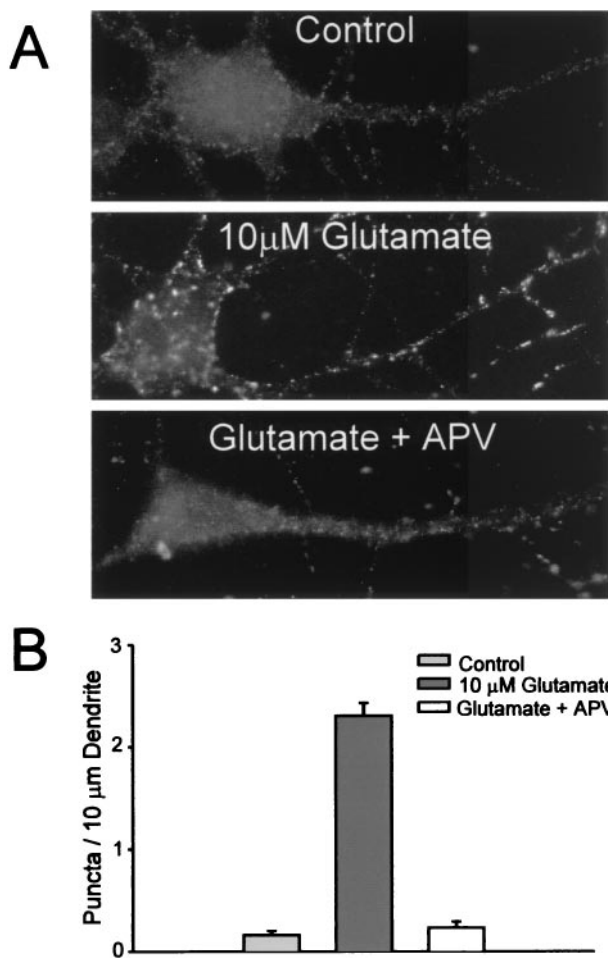 A
Control
10μM Glutamate
Glutamate + APV
B
3
2
1
0
Puncta / 10 μm Dendrite
Control
10 μM Glutamate
Glutamate + APV